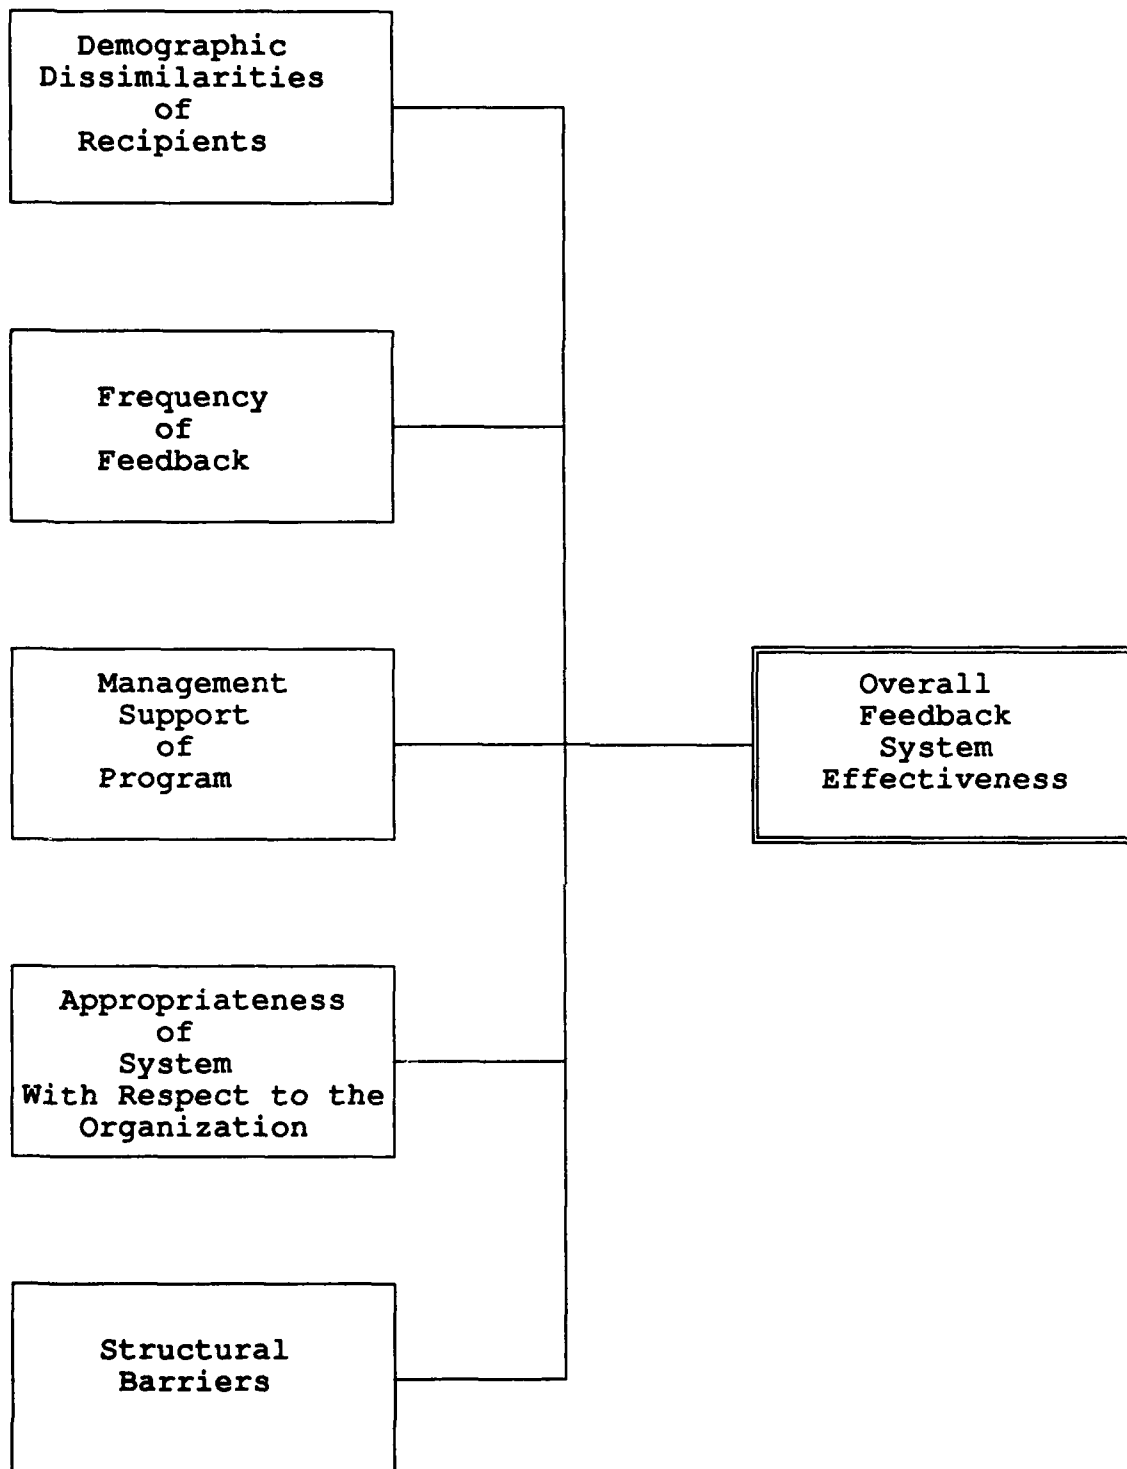 Demographic
Dissimilarities
of
Recipients
Frequency
of
Feedback
Management
Support
of
Program
Overall
Feedback
System
Effectiveness
Appropriateness
of
System
With Respect to the
Organization
Structural
Barriers